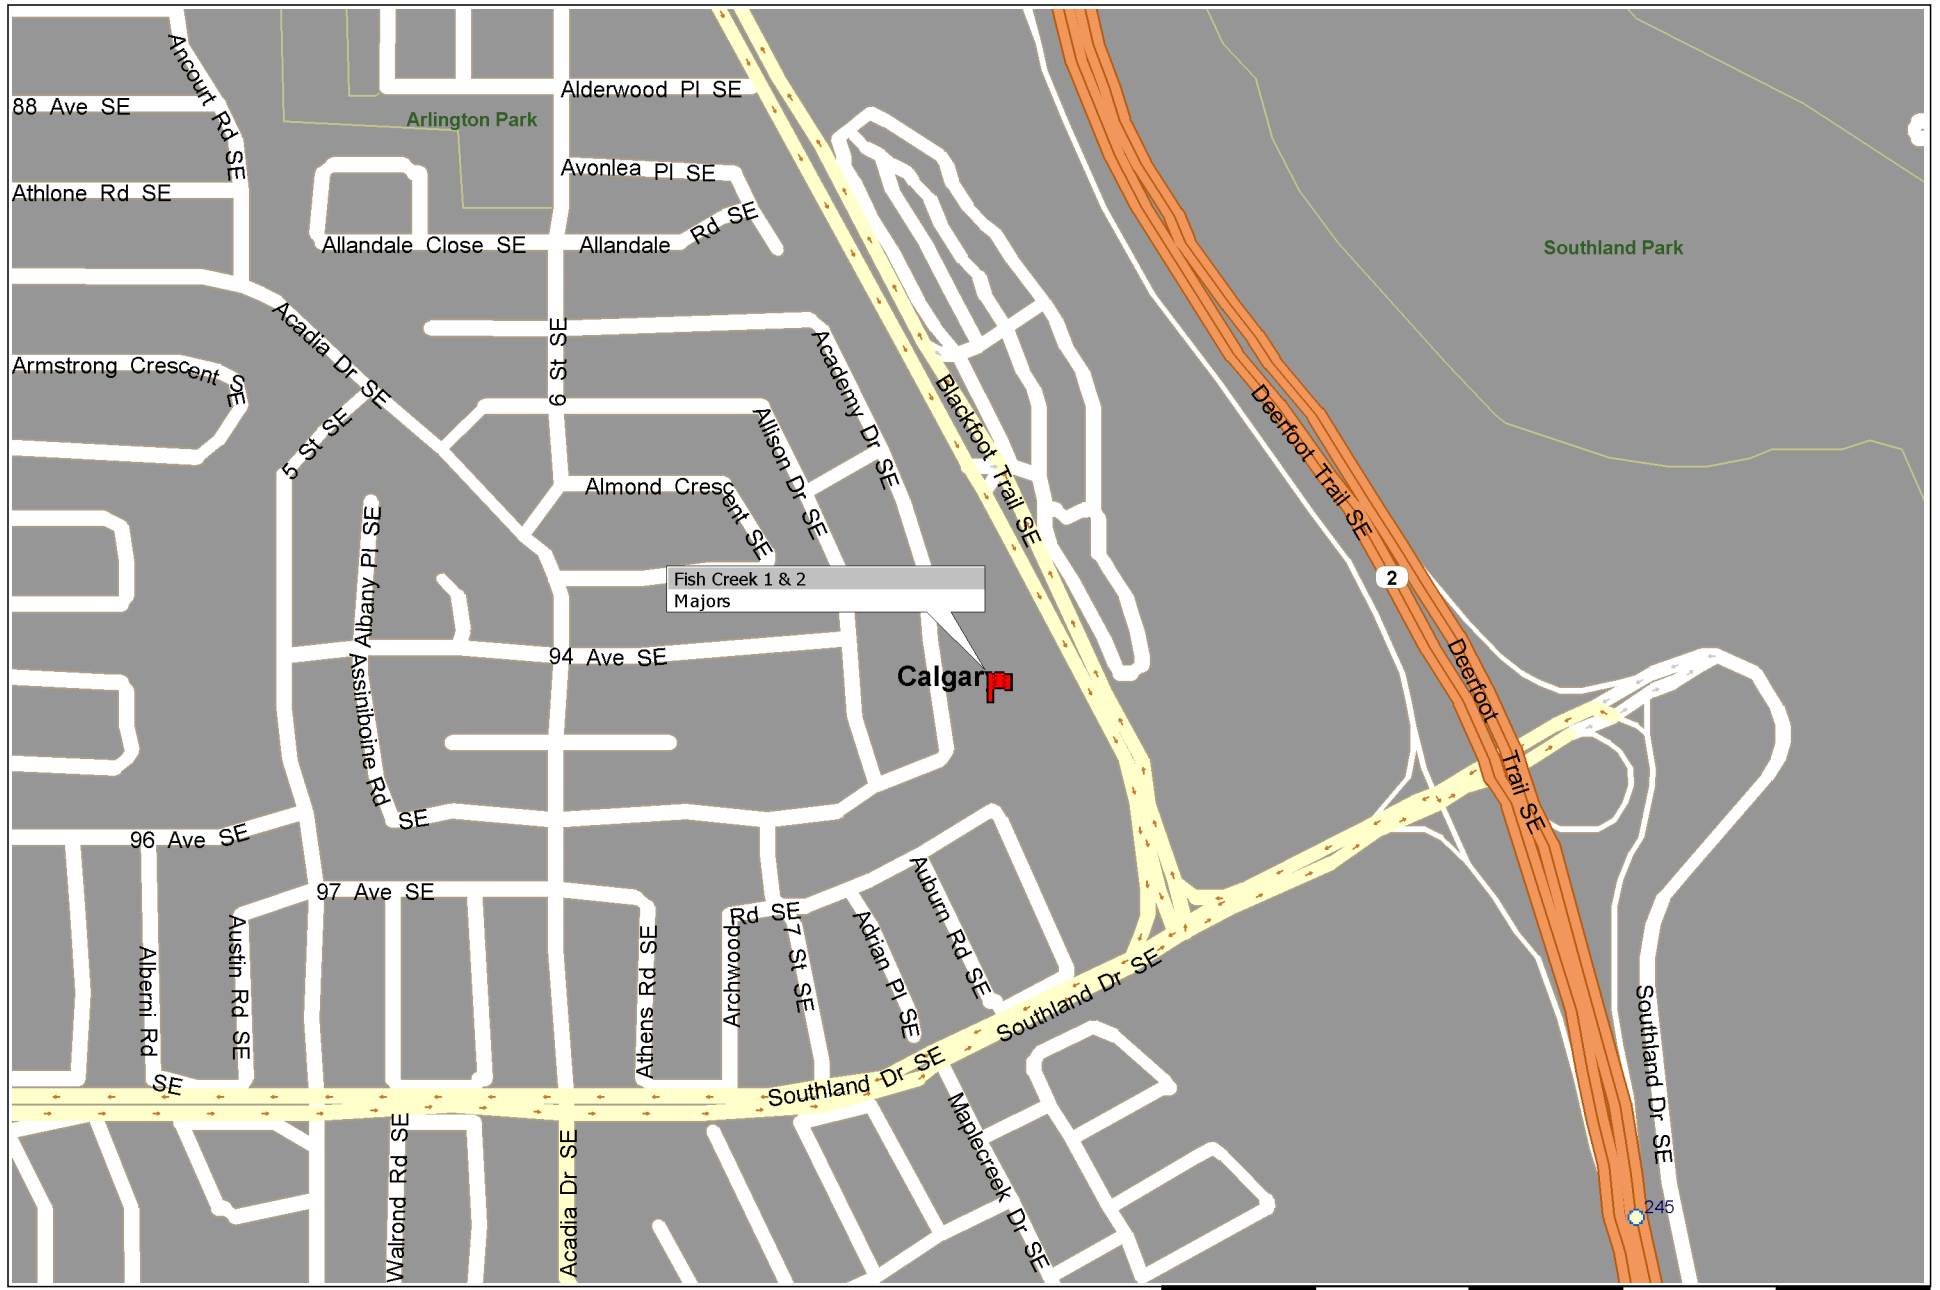 Ancourt Rd SE
88 Ave SE
Alderwood Pl SE
Arlington Park
Avonlea Pl SE
Athlone Rd SE
Allandale Close SE
Allandale Rd SE
Southland Park
Acadia Dr SE
6 St SE
Academy Dr SE
Armstrong Crescent SE
Blackfoot Trail SE
Deerfoot Trail SE
5 St SE
Allison Dr SE
Almond Crescent SE
Albany Pl SE
2
Fish Creek 1 & 2
Majors
94 Ave SE
Calgary
Assiniboine Rd SE
Deerfoot Trail SE
96 Ave SE
97 Ave SE
Auburn Rd SE
Archwood Rd SE
7 St SE
Adrian Pl SE
Austin Rd SE
Alberni Rd SE
Athens Rd SE
Southland Dr SE
Southland Dr SE
Southland Dr SE
Maplecreek Dr SE
Walrond Rd SE
Acadia Dr SE
245